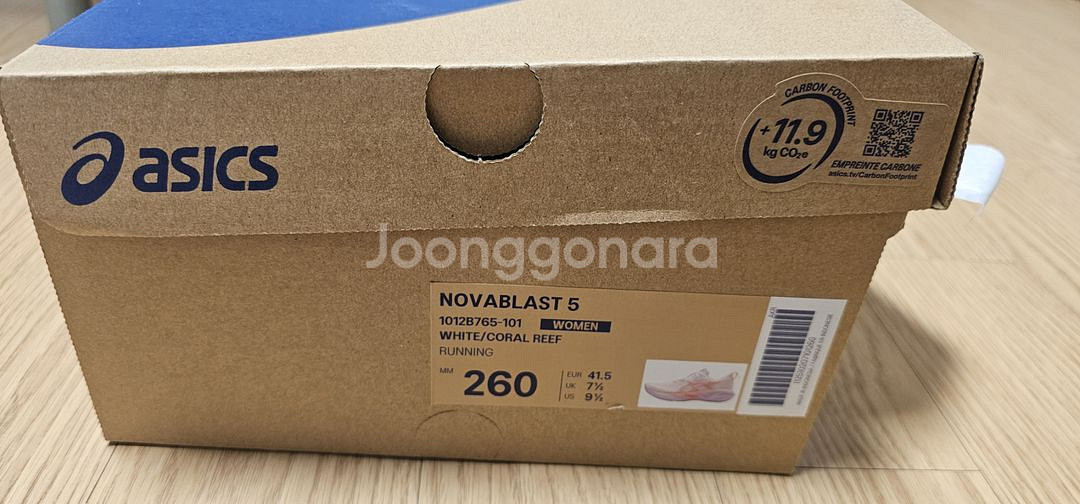 asics
CARBON FOOTPRINT
+11.9
kg CO₂e
EMPREINTE CARBONE
asics.tv/CarbonFootprint
Joonggonara
NOVABLAST 5
1012B765-101 WOMEN
WHITE/CORAL REEF
RUNNING
MM 260
EUR 41.5
UK 7½
US 9½